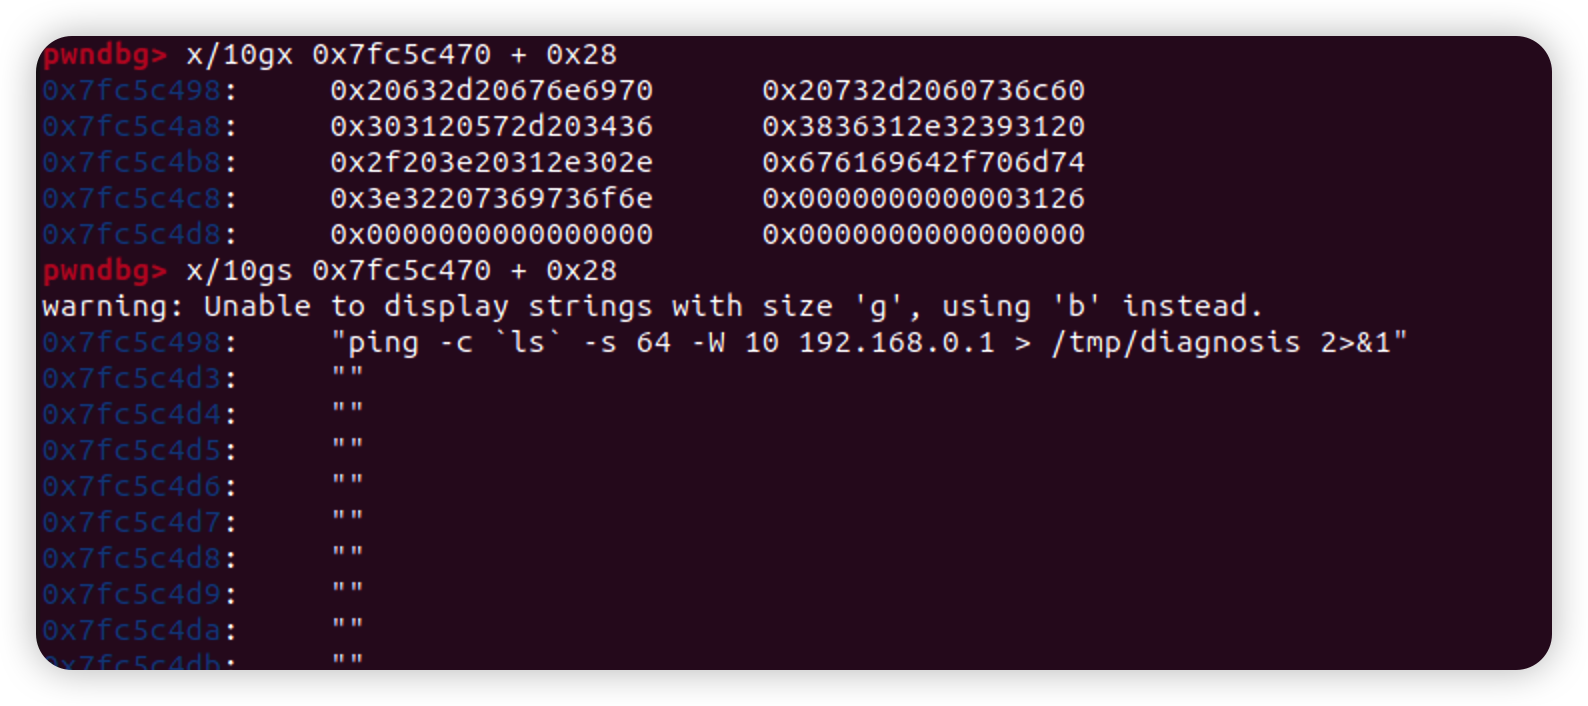 pwndbg> x/10gx 0x7fc5c470 + 0x28
0x7fc5c498: 0x20632d20676e6970 0x20732d2060736c60
0x7fc5c4a8: 0x303120572d203436 0x3836312e32393120
0x7fc5c4b8: 0x2f203e20312e302e 0x676169642f706d74
0x7fc5c4c8: 0x3e32207369736f6e 0x0000000000003126
0x7fc5c4d8: 0x0000000000000000 0x0000000000000000
pwndbg> x/10gs 0x7fc5c470 + 0x28
warning: Unable to display strings with size 'g', using 'b' instead.
0x7fc5c498: "ping -c `ls` -s 64 -W 10 192.168.0.1 > /tmp/diagnosis 2>&1"
0x7fc5c4d3: ""
0x7fc5c4d4: ""
0x7fc5c4d5: ""
0x7fc5c4d6: ""
0x7fc5c4d7: ""
0x7fc5c4d8: ""
0x7fc5c4d9: ""
0x7fc5c4da: ""
0x7fc5c4db: ""